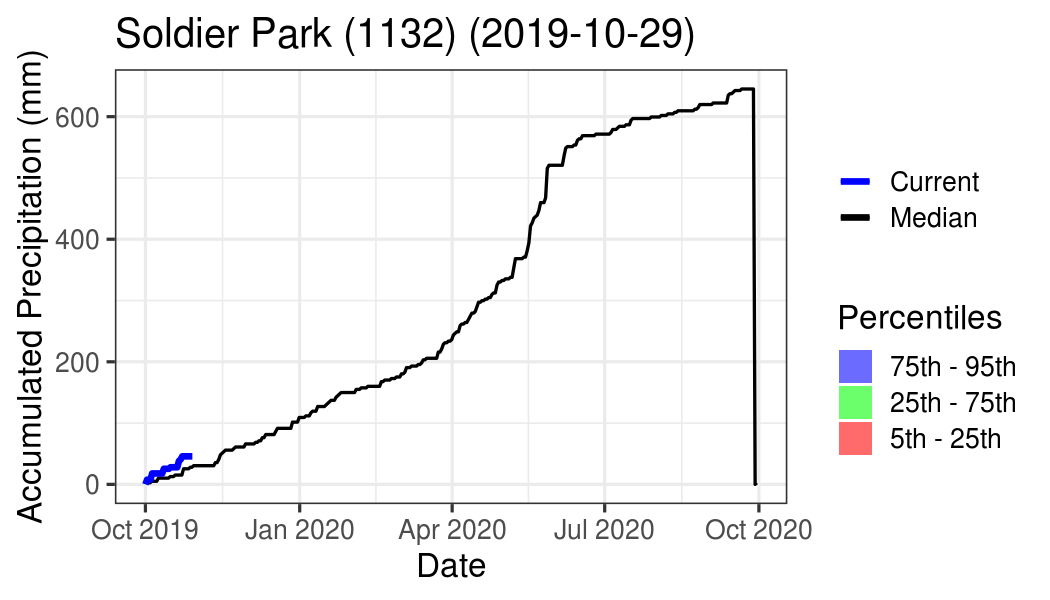 Soldier Park (1132) (2019-10-29)
Accumulated Precipitation (mm)
600
400
200
0
Oct 2019
Jan 2020
Apr 2020
Jul 2020
Oct 2020
Date
Current
Median
Percentiles
75th - 95th
25th - 75th
5th - 25th